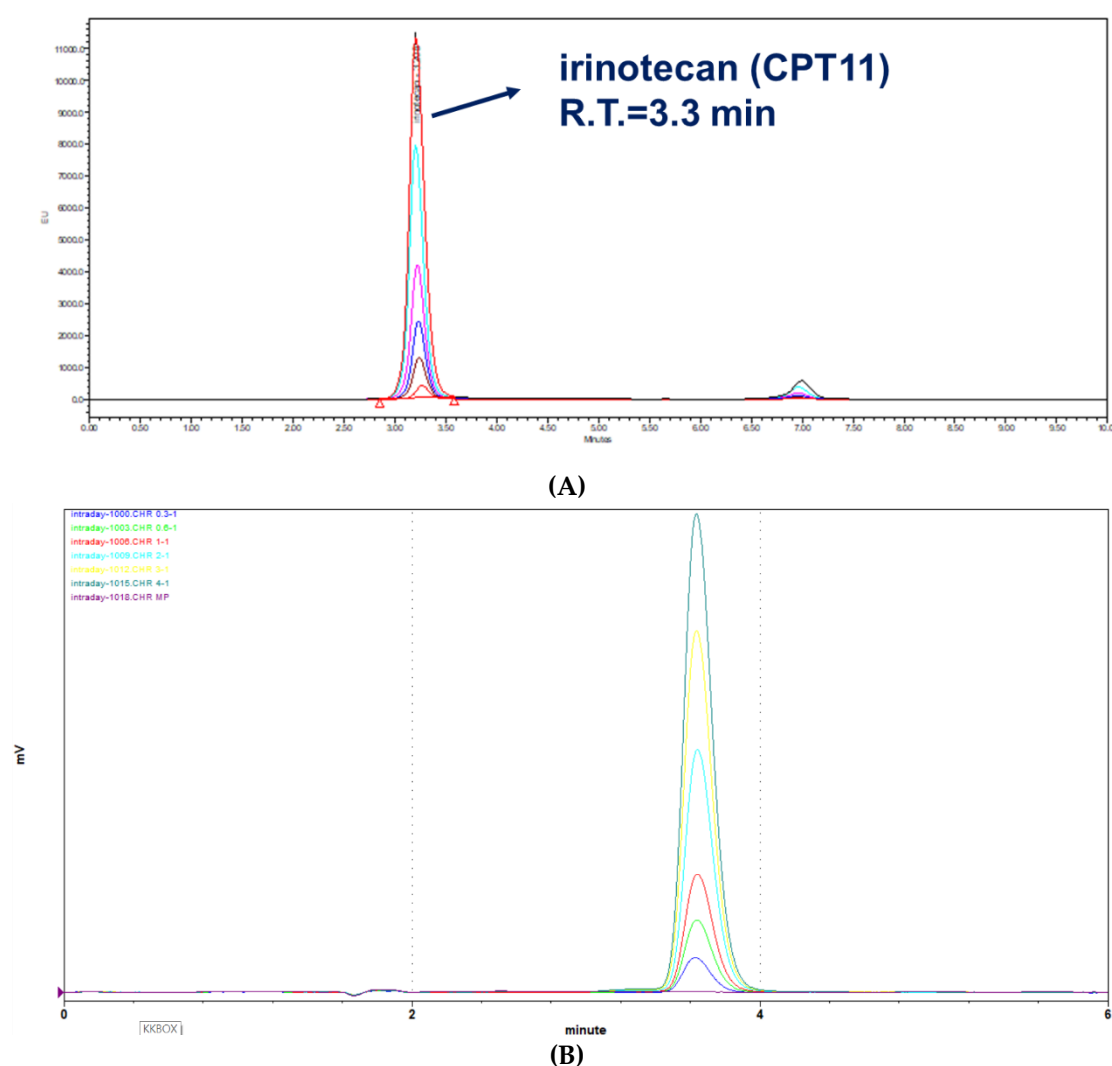 irinotecan (CPT11)
R.T.=3.3 min
11000.0
10000.0
9000.0
8000.0
7000.0
6000.0
5000.0
4000.0
3000.0
2000.0
1000.0
0.0
EU
0.00 0.50 1.00 1.50 2.00 2.50 3.00 3.50 4.00 4.50 5.00 5.50 6.00 6.50 7.00 7.50 8.00 8.50 9.00 9.50 10.0
Minutes
(A)
intraday-1000.CHR 0.3-1
intraday-1003.CHR 0.6-1
intraday-1006.CHR 1-1
intraday-1009.CHR 2-1
intraday-1012.CHR 3-1
intraday-1015.CHR 4-1
intraday-1018.CHR MP
mV
0 2 4 6
KKBOX
minute
(B)